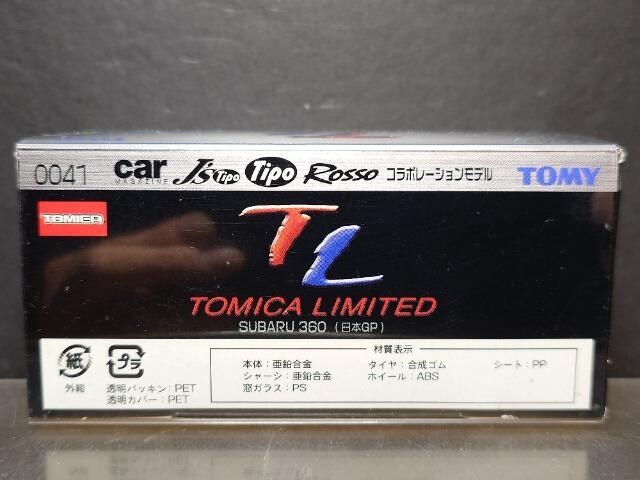 0041 car MAGAZINE J's Tipo Tipo Rosso コラボレーションモデル TOMY
TOMICA
TL
TOMICA LIMITED
SUBARU 360 (日本GP)
紙 プラ
外箱 透明パッキン：PET
透明カバー：PET
材質表示
本体：亜鉛合金 タイヤ：合成ゴム シート：PP
シャーシ：亜鉛合金 ホイール：ABS
窓ガラス：PS